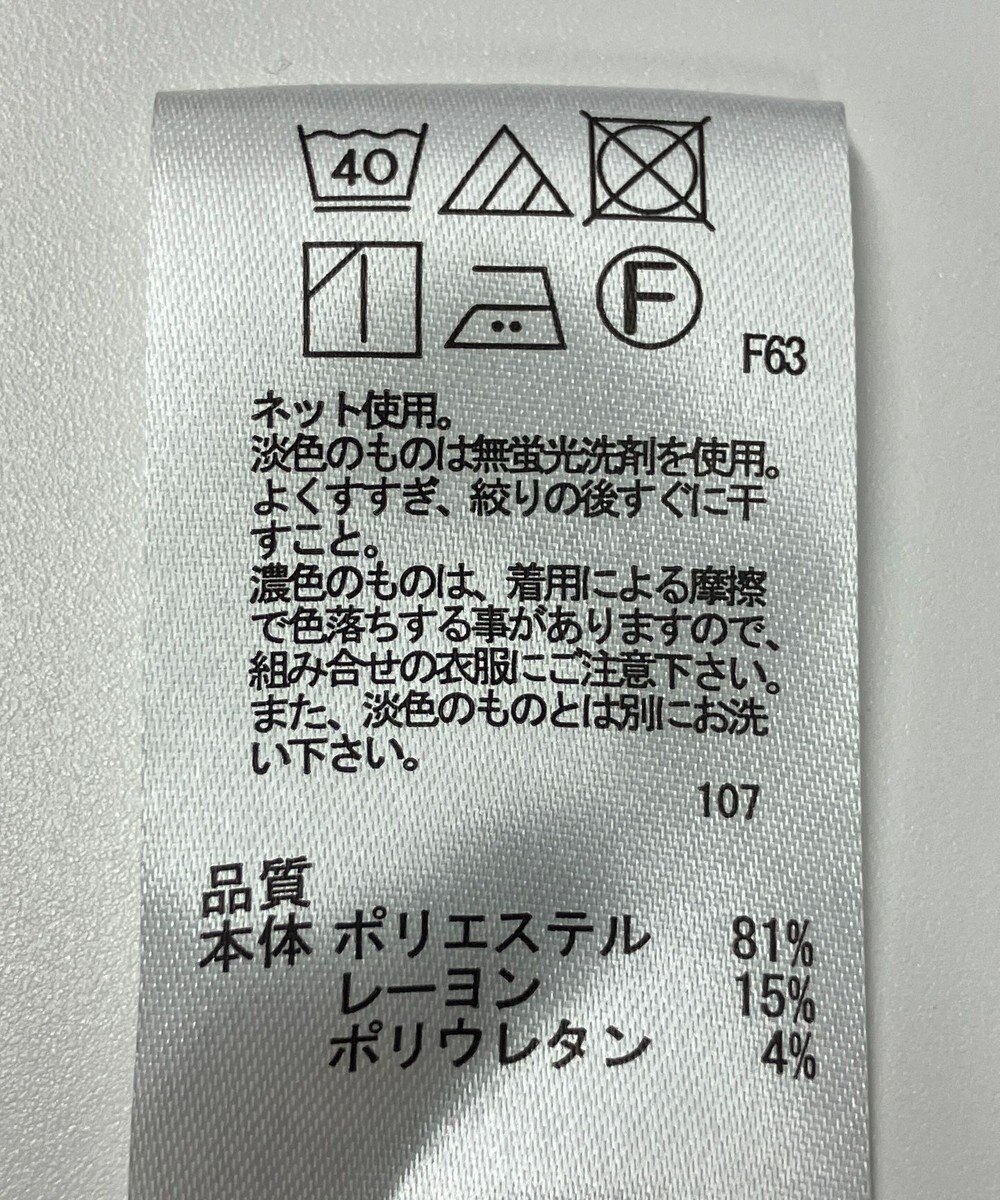 40
F
F63
ネット使用。
淡色のものは無蛍光洗剤を使用。
よくすすぎ、絞りの後すぐに干
すこと。
濃色のものは、着用による摩擦
で色落ちする事がありますので、
組み合せの衣服にご注意下さい。
また、淡色のものとは別にお洗
い下さい。
107
品質
本体 ポリエステル 81%
レーヨン 15%
ポリウレタン 4%